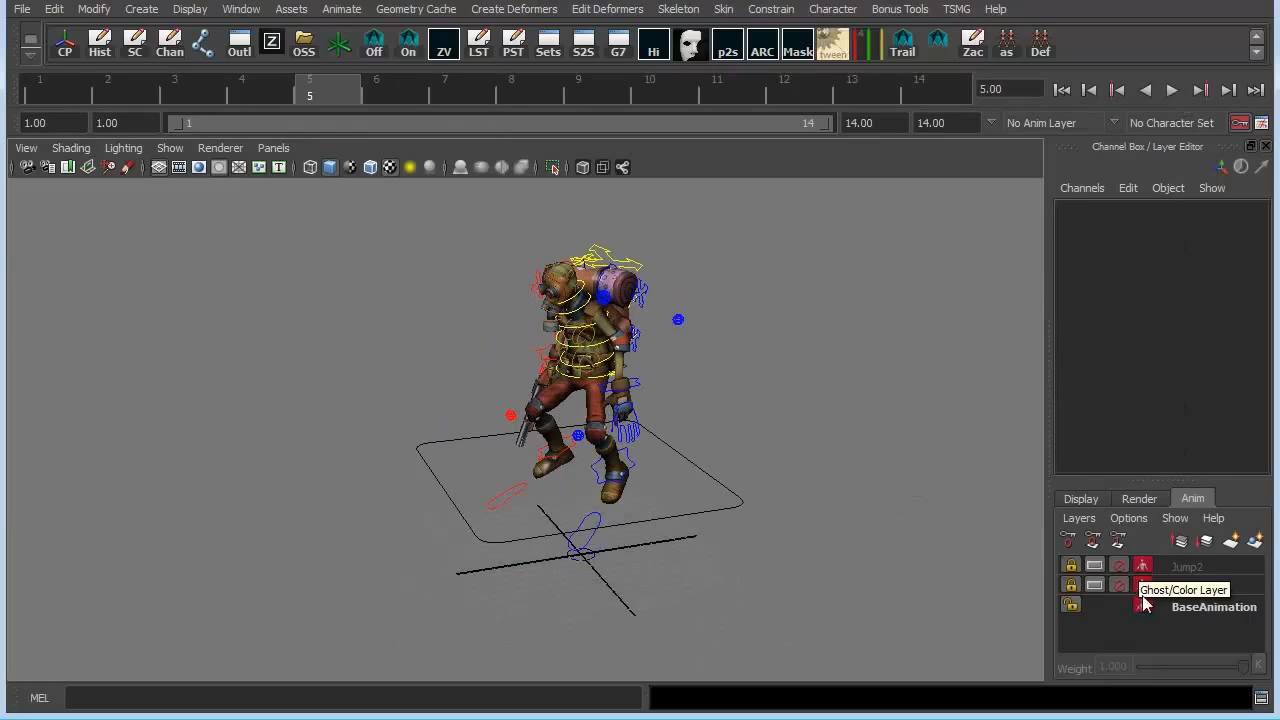 File Edit Modify Create Display Window Assets Animate Geometry Cache Create Deformers Edit Deformers Skeleton Skin Constrain Character Bonus Tools TSMG Help
CP Hist SC Chan Outl Z OSS Off On ZV LST PST Sets S2S G7 Hi p2s ARC Mask tween Trail Zac as Def
1 2 3 4 5 6 7 8 9 10 11 12 13 14
5 5.00
1.00 1.00 1 14 14.00 14.00 No Anim Layer No Character Set
View Shading Lighting Show Renderer Panels
Channel Box / Layer Editor
Channels Edit Object Show
Display Render Anim
Layers Options Show Help
Jump2
Ghost/Color Layer
BaseAnimation
Weight 1.000 K
MEL